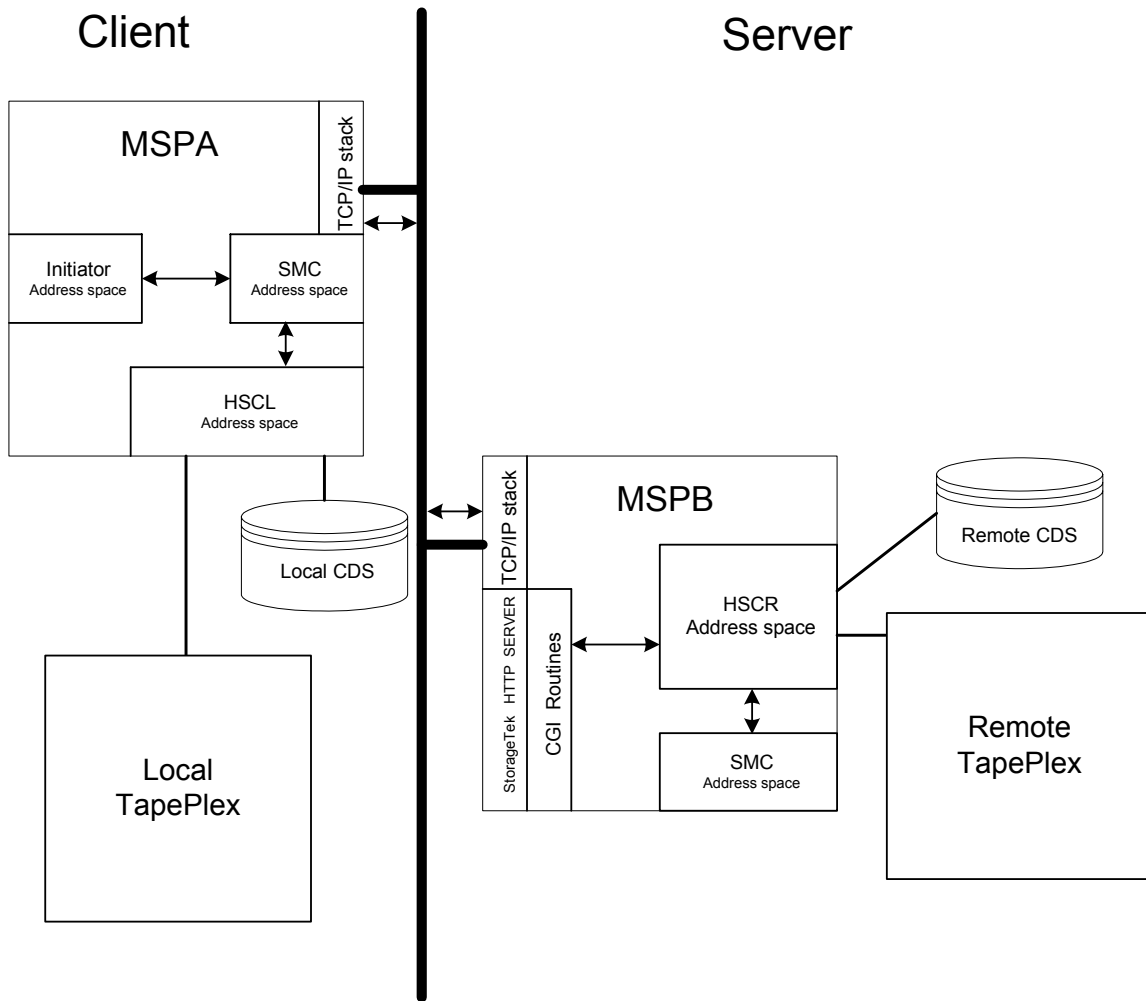 Client
Server
MSPA
TCP/IP stack
Initiator
Address space
SMC
Address space
HSCL
Address space
Local CDS
Local
TapePlex
TCP/IP stack
MSPB
HSCR
Address space
StorageTek HTTP SERVER
CGI Routines
SMC
Address space
Remote CDS
Remote
TapePlex